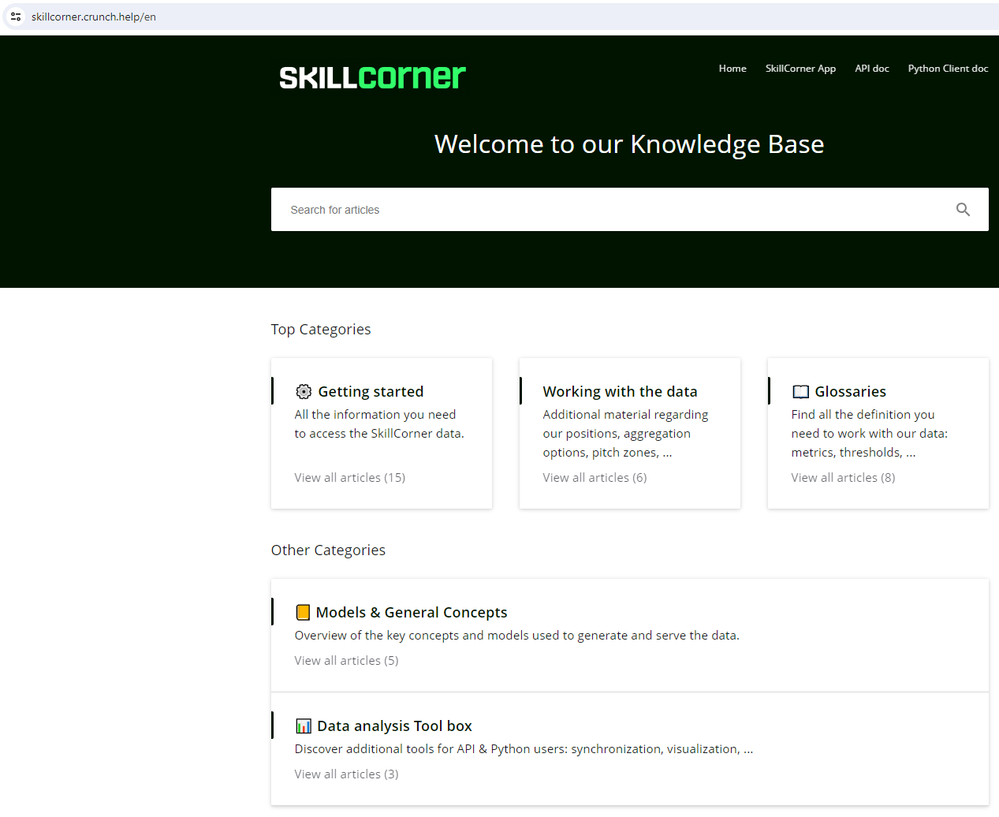 skillcorner.crunch.help/en
SKILLCORNER
Home SkillCorner App API doc Python Client doc
Welcome to our Knowledge Base
Search for articles
Top Categories
Getting started
All the information you need
to access the SkillCorner data.
View all articles (15)
Working with the data
Additional material regarding
our positions, aggregation
options, pitch zones, ...
View all articles (6)
Glossaries
Find all the definition you
need to work with our data:
metrics, thresholds, ...
View all articles (8)
Other Categories
Models & General Concepts
Overview of the key concepts and models used to generate and serve the data.
View all articles (5)
Data analysis Tool box
Discover additional tools for API & Python users: synchronization, visualization, ...
View all articles (3)